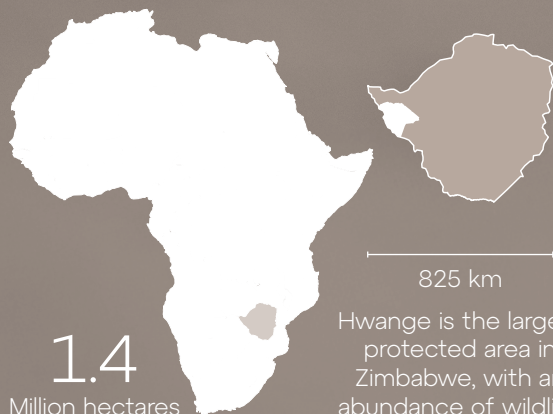 825 km
Hwange is the
protected area in
Zimbabwe, with
abundance of
1.4
Million hectares